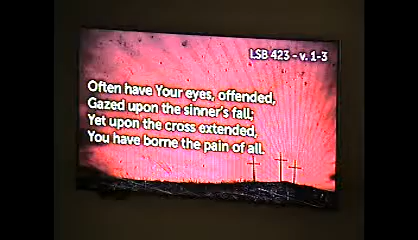 LSB 423 - v. 1-3
Often have Your eyes, offended,
Gazed upon the sinner's fall;
Yet upon the cross extended,
You have borne the pain of all.